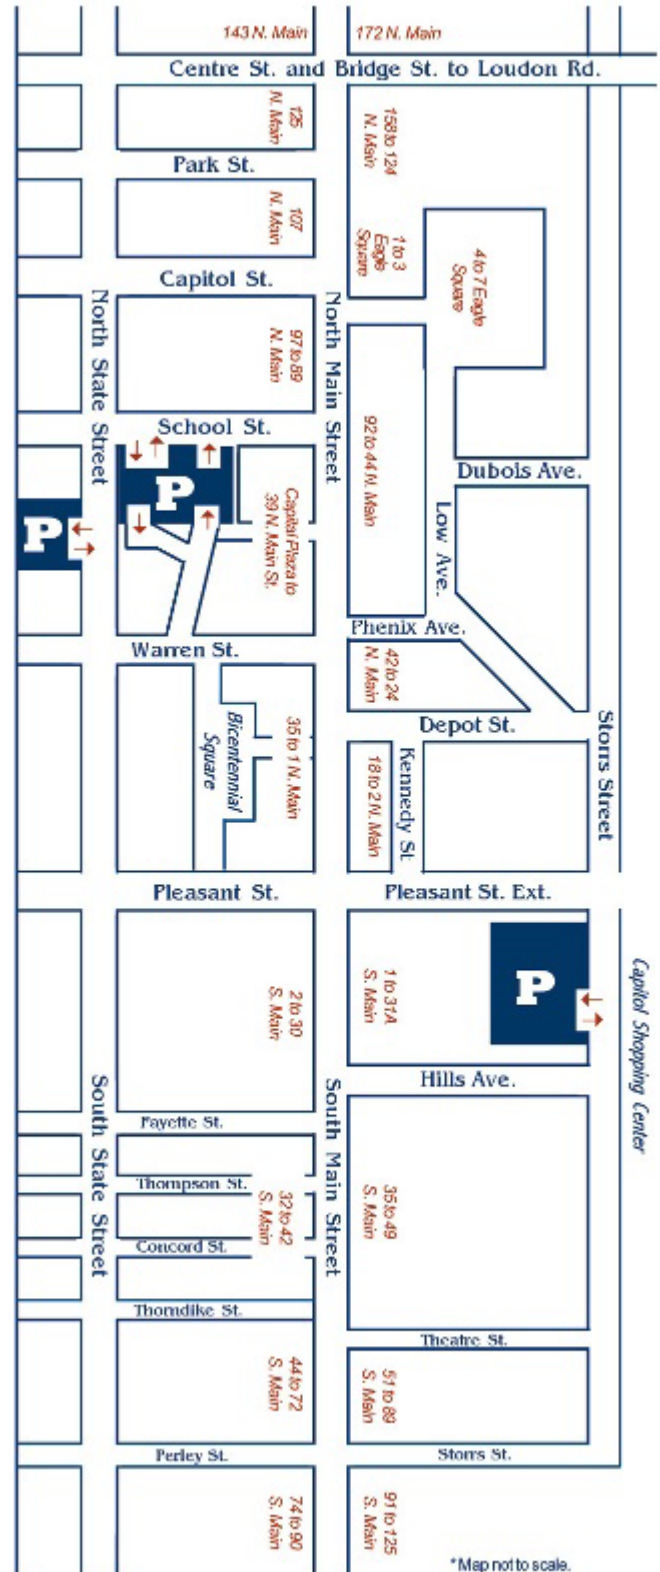 143 N. Main
172 N. Main
Centre St. and Bridge St. to Loudon Rd.
125
N. Main
158 to 124
N. Main
Park St.
107
N. Main
1 to 3
Eagle
Square
4 to 7 Eagle
Square
Capitol St.
North State Street
North Main Street
97 to 89
N. Main
92 to 44 N. Main
School St.
Dubois Ave.
P
P
Capital Plaza to
39 N. Main St.
Low Ave.
Phenix Ave.
Warren St.
42 to 24
N. Main
Depot St.
Storrs Street
Bicentennial
Square
35 to 1 N. Main
18 to 2 N. Main
Kennedy St
Pleasant St.
Pleasant St. Ext.
2 to 30
S. Main
1 to 31A
S. Main
P
Capitol Shopping Center
Hills Ave.
South State Street
South Main Street
Fayette St.
Thompson St.
32 to 42
S. Main
35 to 49
S. Main
Concord St.
Thorndike St.
Theatre St.
44 to 72
S. Main
51 to 89
S. Main
Perley St.
Storrs St.
74 to 90
S. Main
91 to 125
S. Main
*Map not to scale.